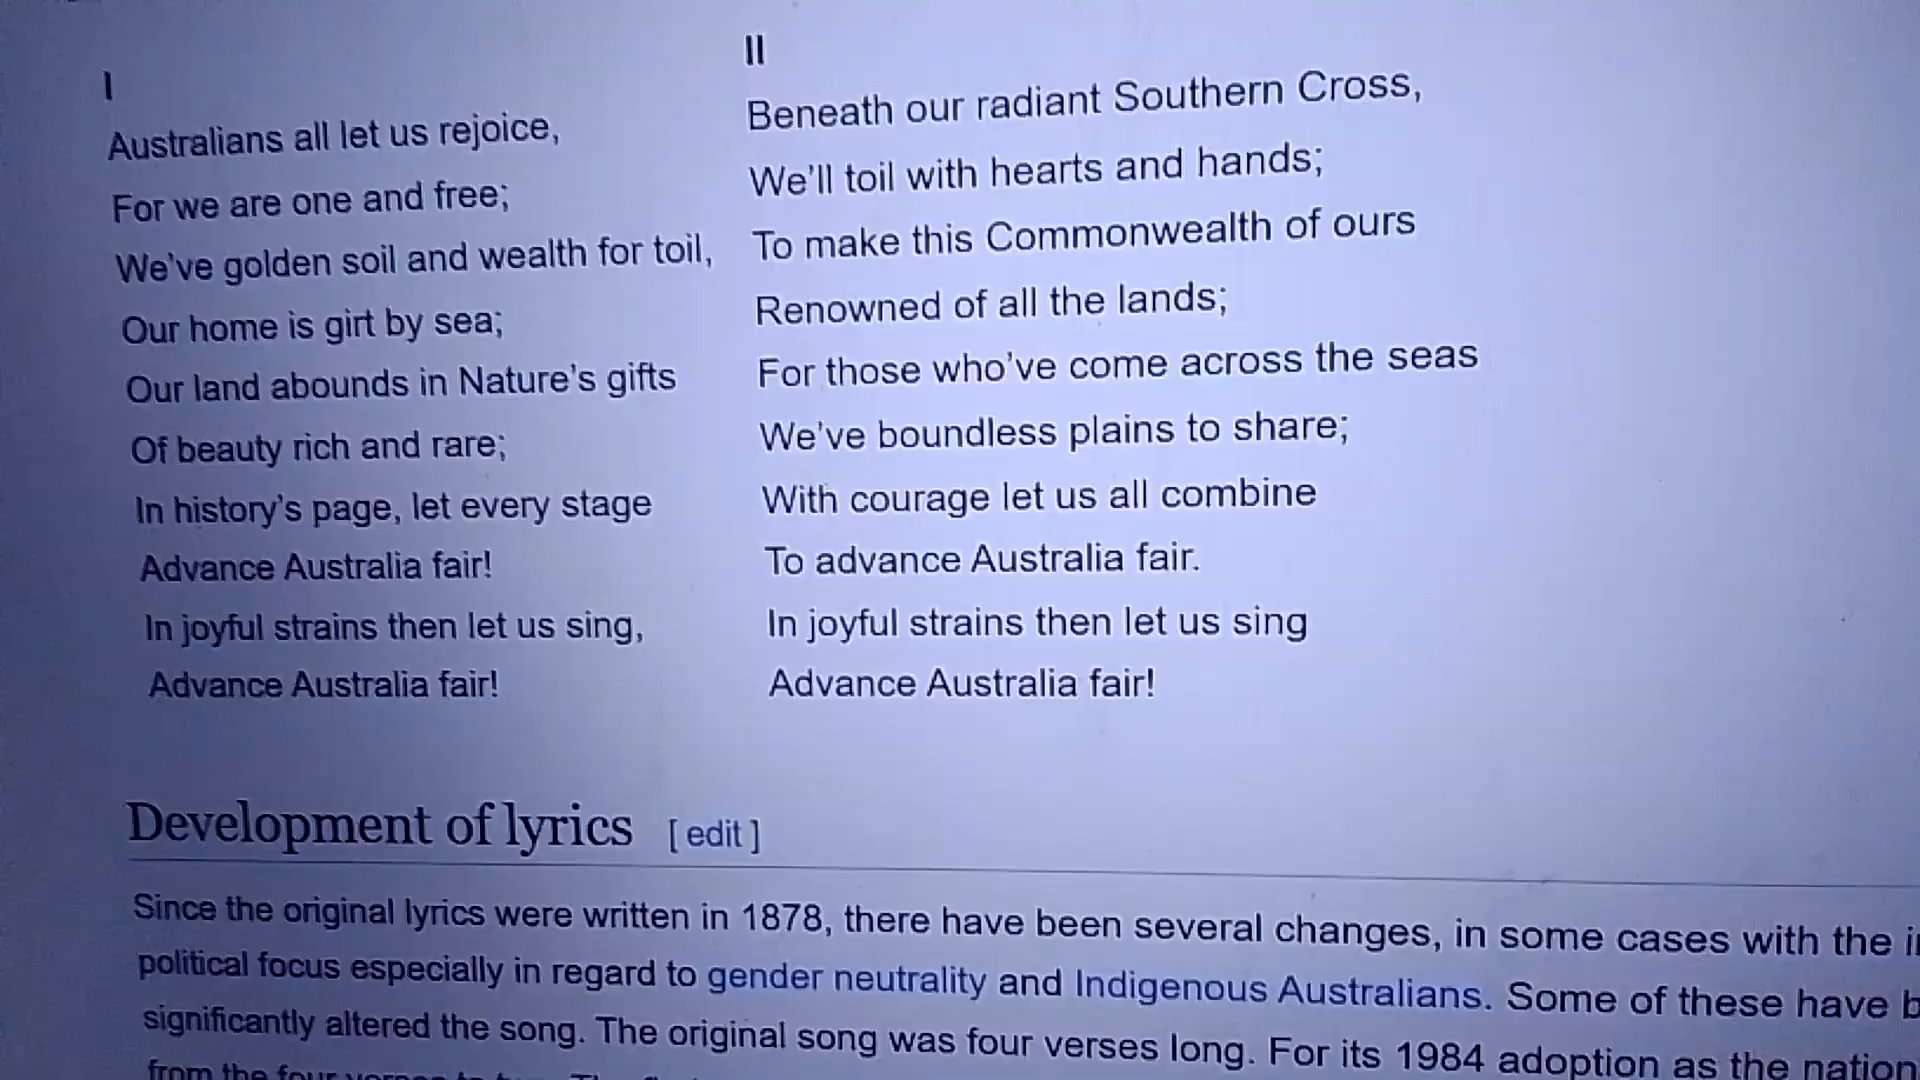 I
Australians all let us rejoice,
For we are one and free;
We've golden soil and wealth for toil,
Our home is girt by sea;
Our land abounds in Nature's gifts
Of beauty rich and rare;
In history's page, let every stage
Advance Australia fair!
In joyful strains then let us sing,
Advance Australia fair!
II
Beneath our radiant Southern Cross,
We'll toil with hearts and hands;
To make this Commonwealth of ours
Renowned of all the lands;
For those who've come across the seas
We've boundless plains to share;
With courage let us all combine
To advance Australia fair.
In joyful strains then let us sing
Advance Australia fair!
Development of lyrics [ edit ]
Since the original lyrics were written in 1878, there have been several changes, in some cases with the
political focus especially in regard to gender neutrality and Indigenous Australians. Some of these have
significantly altered the song. The original song was four verses long. For its 1984 adoption as the
from the four